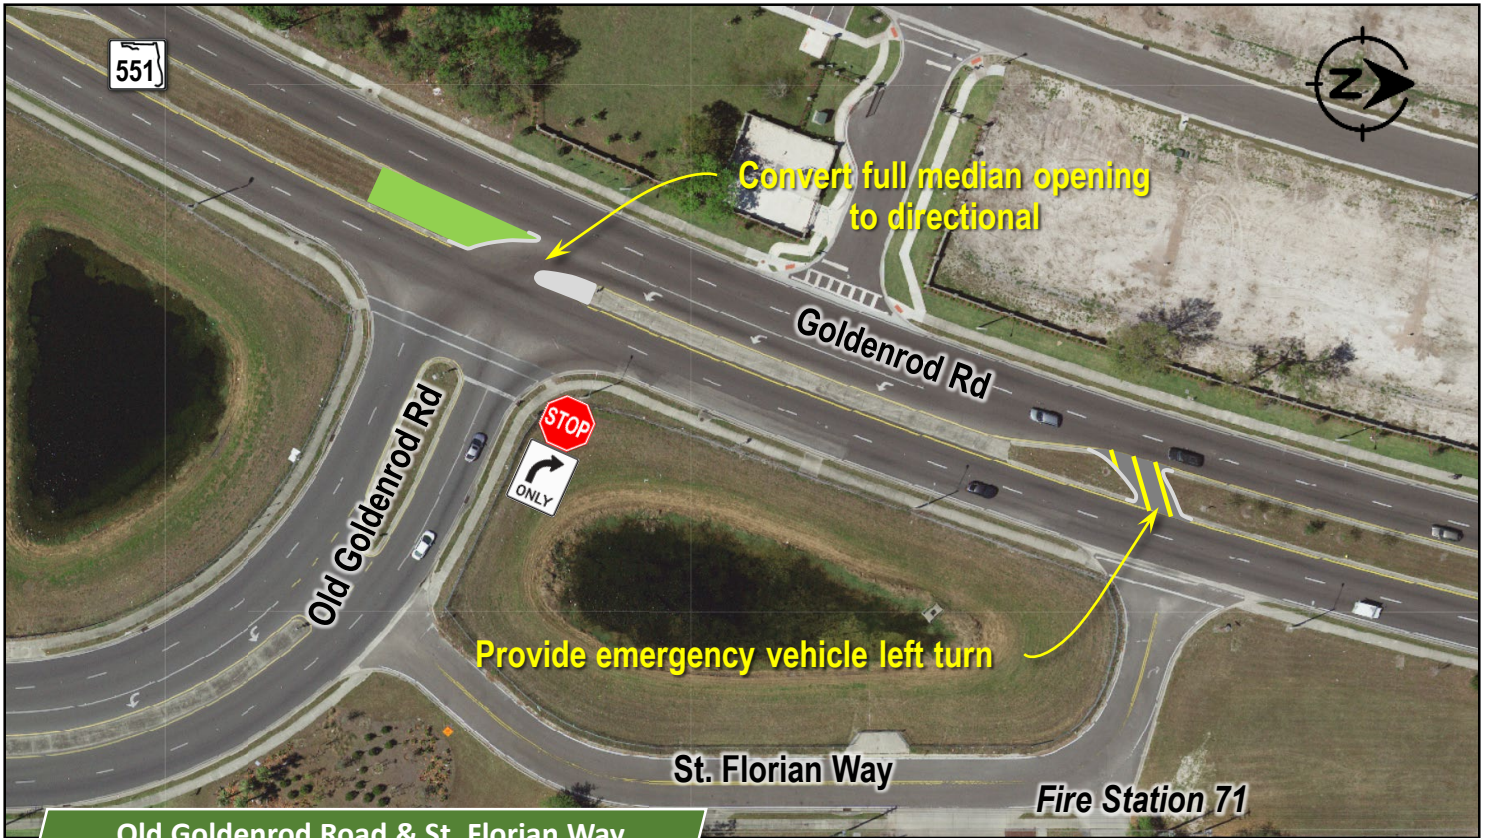 551
N
Convert full median opening
to directional
Goldenrod Rd
Old Goldenrod Rd
STOP
ONLY
Provide emergency vehicle left turn
St. Florian Way
Fire Station 71
Old Goldenrod Road & St. Florian Way